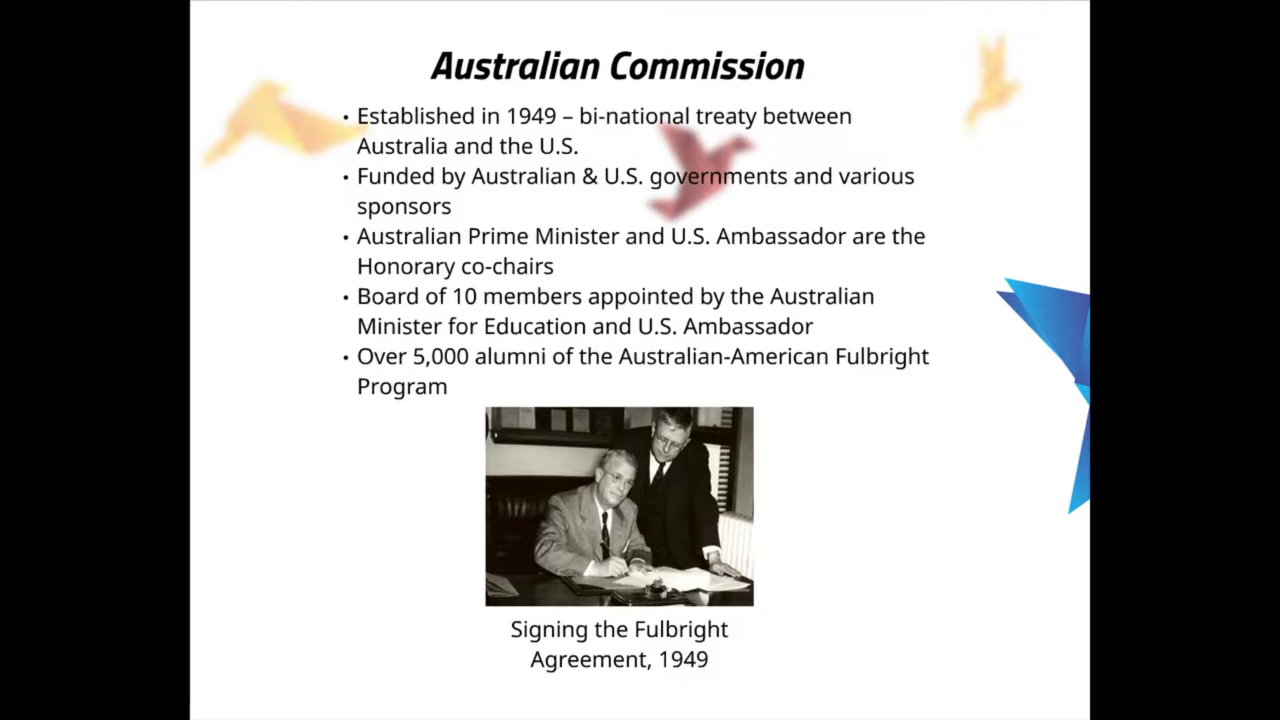 Australian Commission
• Established in 1949 – bi-national treaty between
Australia and the U.S.
• Funded by Australian & U.S. governments and various
sponsors
• Australian Prime Minister and U.S. Ambassador are the
Honorary co-chairs
• Board of 10 members appointed by the Australian
Minister for Education and U.S. Ambassador
• Over 5,000 alumni of the Australian-American Fulbright
Program
Signing the Fulbright
Agreement, 1949